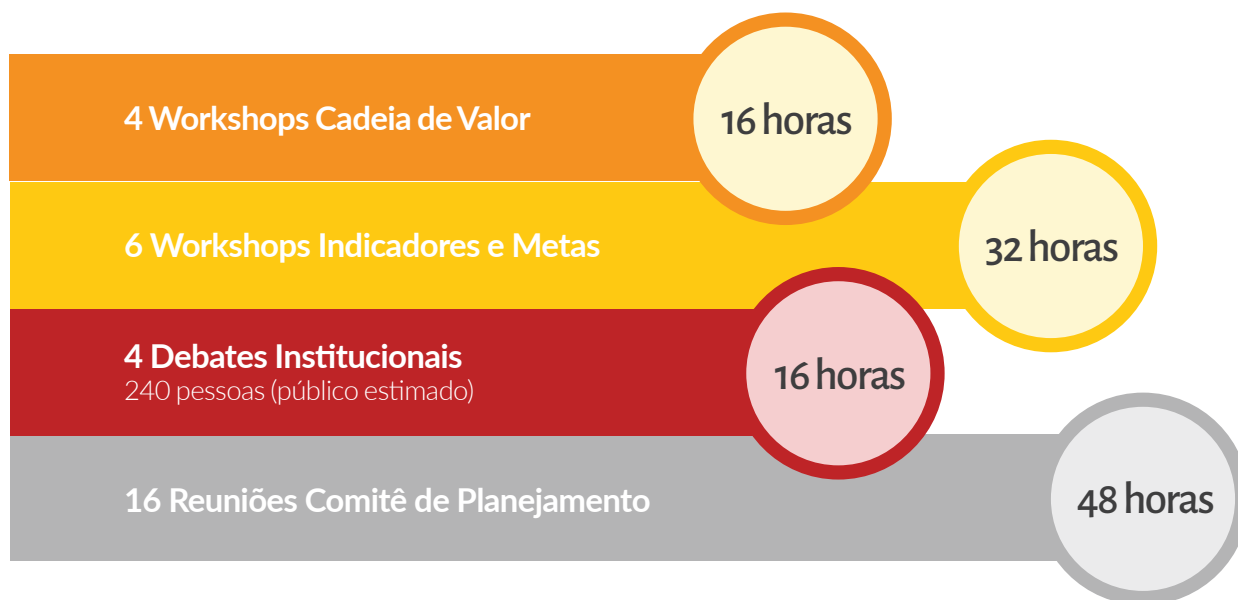 4 Workshops Cadeia de Valor
16 horas
6 Workshops Indicadores e Metas
32 horas
4 Debates Institucionais
240 pessoas (público estimado)
16 horas
16 Reuniões Comitê de Planejamento
48 horas